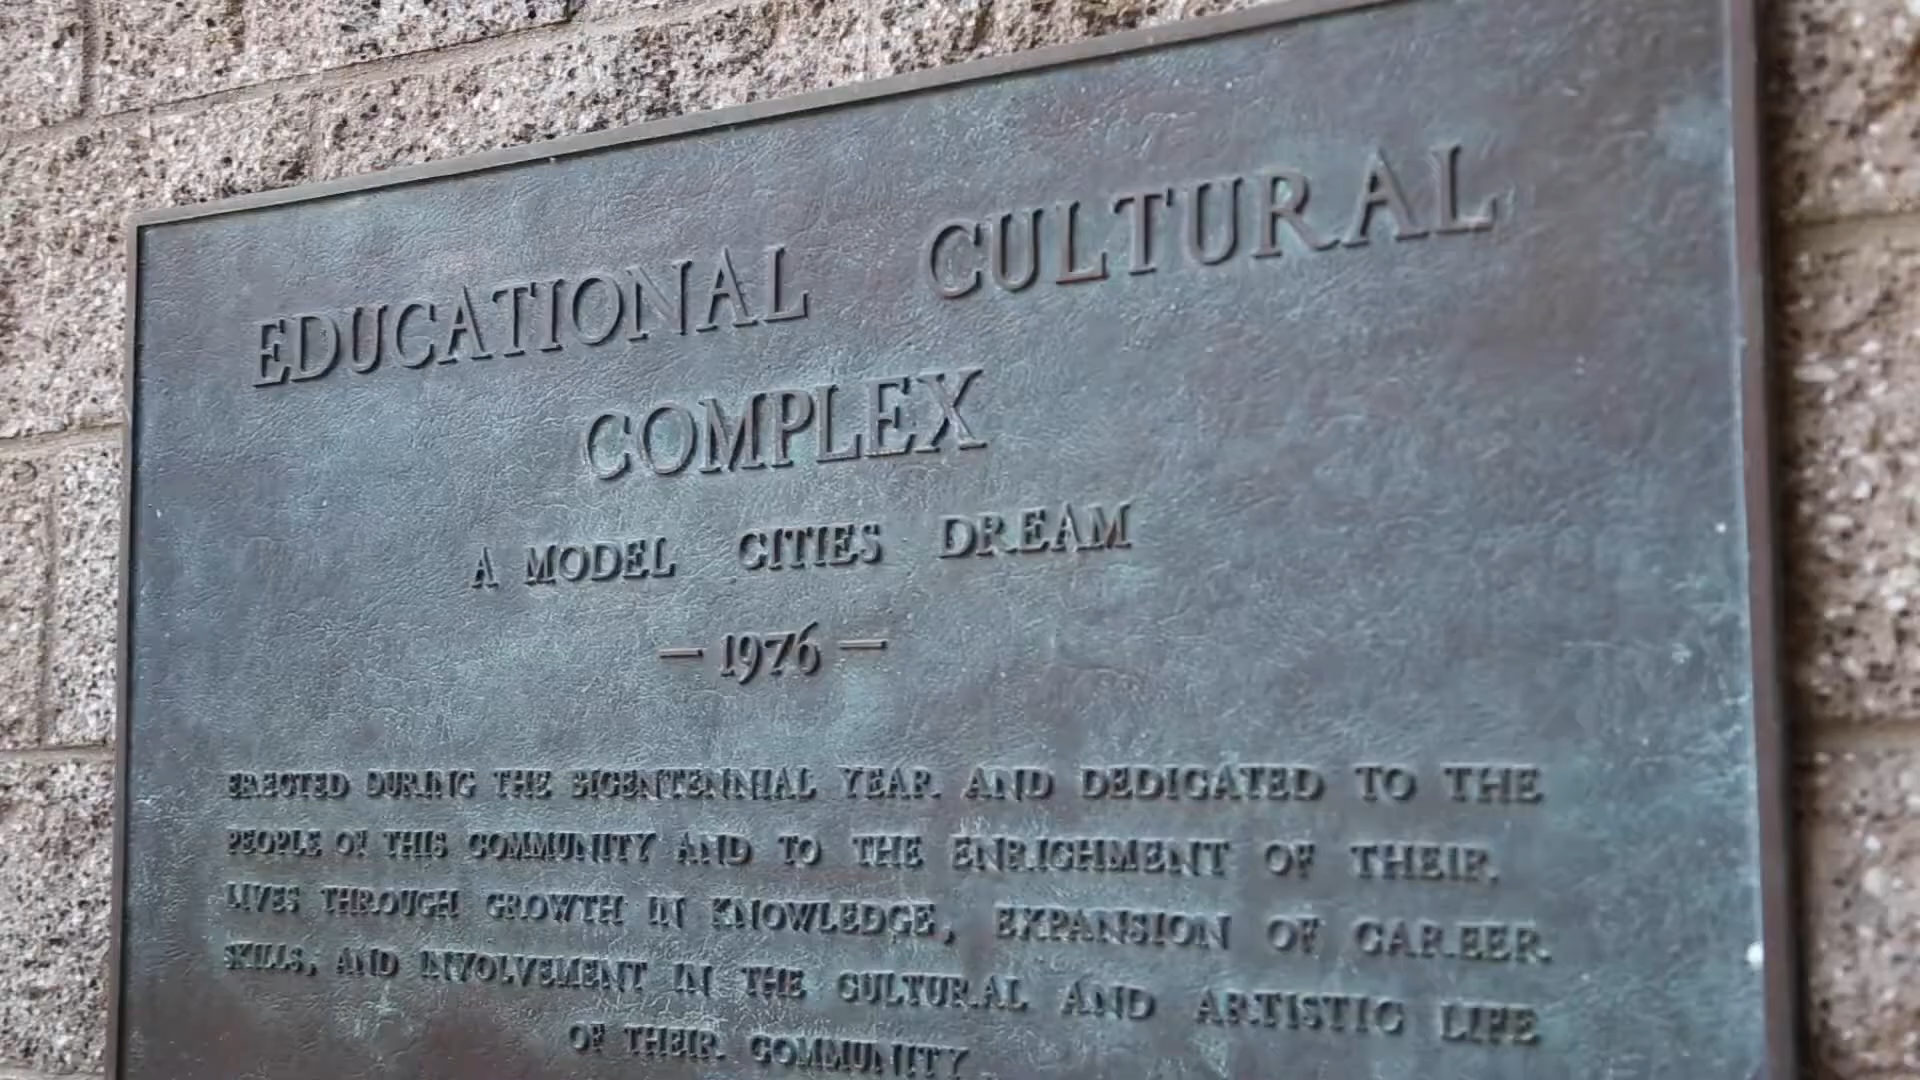 EDUCATIONAL CULTURAL
COMPLEX
A MODEL CITIES DREAM
— 1976 —
ERECTED DURING THE BICENTENNIAL YEAR AND DEDICATED TO THE
PEOPLE OF THIS COMMUNITY AND TO THE ENRICHMENT OF THEIR
LIVES THROUGH GROWTH IN KNOWLEDGE, EXPANSION OF CAREER
SKILLS, AND INVOLVEMENT IN THE CULTURAL AND ARTISTIC LIFE
OF THEIR COMMUNITY